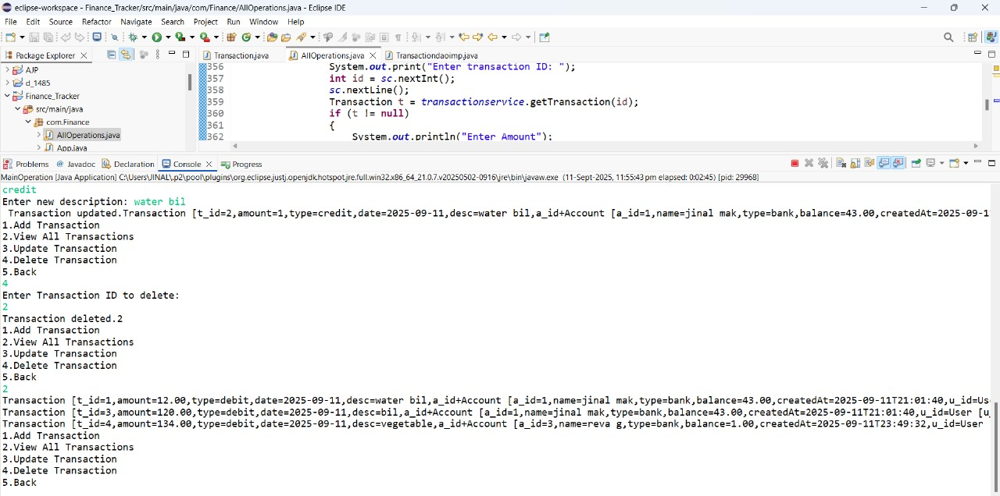 eclipse-workspace - Finance_Tracker/src/main/java/com/Finance/AllOperations.java - Eclipse IDE
File Edit Source Refactor Navigate Search Project Run Window Help
Package Explorer
Transaction.java AllOperations.java Transactiondaoimp.java
AJP
d_1485
Finance_Tracker
src/main/java
com.Finance
AllOperations.java
App.java
356 System.out.print("Enter transaction ID: ");
357 int id = sc.nextInt();
358 sc.nextLine();
359 Transaction t = transactionservice.getTransaction(id);
360 if (t != null)
361 {
362 System.out.println("Enter Amount");
Problems Javadoc Declaration Console Progress
MainOperation [Java Application] C:\Users\JINAL\.p2\pool\plugins\org.eclipse.justj.openjdk.hotspot.jre.full.win32.x86_64_21.0.7.v20250502-0916\jre\bin\javaw.exe (11-Sept-2025, 11:55:43 pm elapsed: 0:02:45) [pid: 29968]
credit
Enter new description: water bil
Transaction updated.Transaction [t_id=2,amount=1,type=credit,date=2025-09-11,desc=water bil,a_id+Account [a_id=1,name=jinal mak,type=bank,balance=43.00,createdAt=2025-09-1
1.Add Transaction
2.View All Transactions
3.Update Transaction
4.Delete Transaction
5.Back
4
Enter Transaction ID to delete:
2
Transaction deleted.2
1.Add Transaction
2.View All Transactions
3.Update Transaction
4.Delete Transaction
5.Back
2
Transaction [t_id=1,amount=12.00,type=debit,date=2025-09-11,desc=water bil,a_id+Account [a_id=1,name=jinal mak,type=bank,balance=43.00,createdAt=2025-09-11T21:01:40,u_id=Us
Transaction [t_id=3,amount=120.00,type=debit,date=2025-09-11,desc=bil,a_id+Account [a_id=1,name=jinal mak,type=bank,balance=43.00,createdAt=2025-09-11T21:01:40,u_id=User [u
Transaction [t_id=4,amount=134.00,type=debit,date=2025-09-11,desc=vegetable,a_id+Account [a_id=3,name=reva g,type=bank,balance=1.00,createdAt=2025-09-11T23:49:32,u_id=User
1.Add Transaction
2.View All Transactions
3.Update Transaction
4.Delete Transaction
5.Back